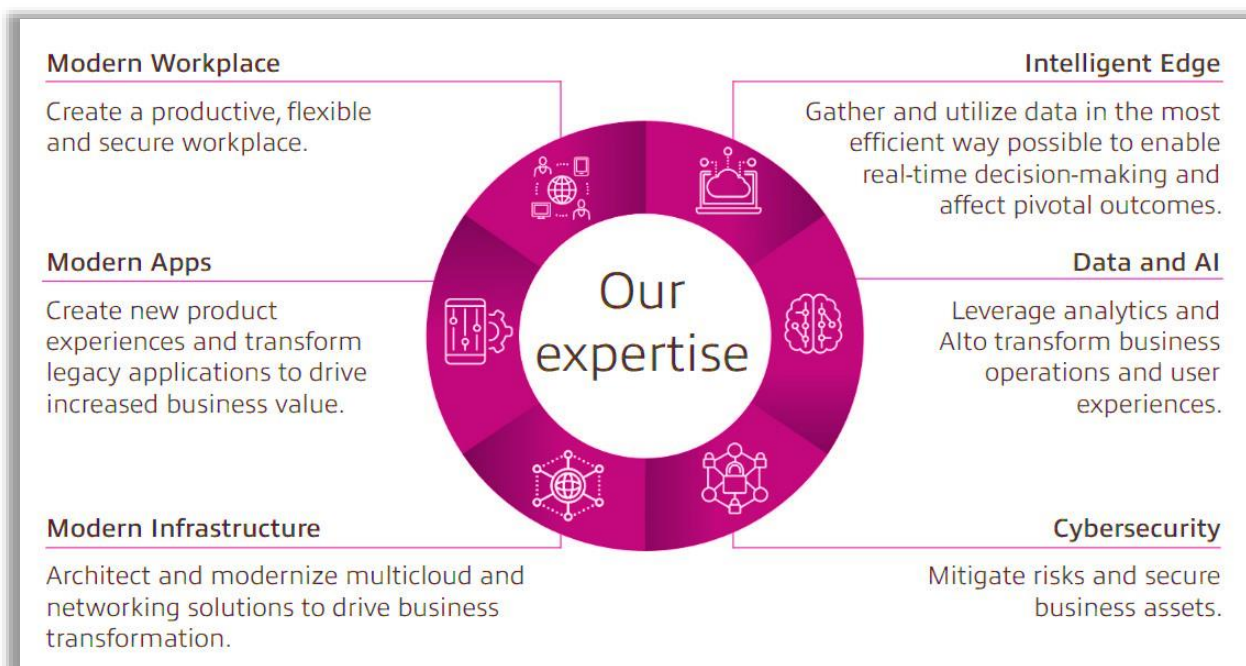 Modern Workplace
Create a productive, flexible
and secure workplace.
Modern Apps
Create new product
experiences and transform
legacy applications to drive
increased business value.
Modern Infrastructure
Architect and modernize multicloud and
networking solutions to drive business
transformation.
Our
expertise
Intelligent Edge
Gather and utilize data in the most
efficient way possible to enable
real-time decision-making and
affect pivotal outcomes.
Data and AI
Leverage analytics and
AIto transform business
operations and user
experiences.
Cybersecurity
Mitigate risks and secure
business assets.